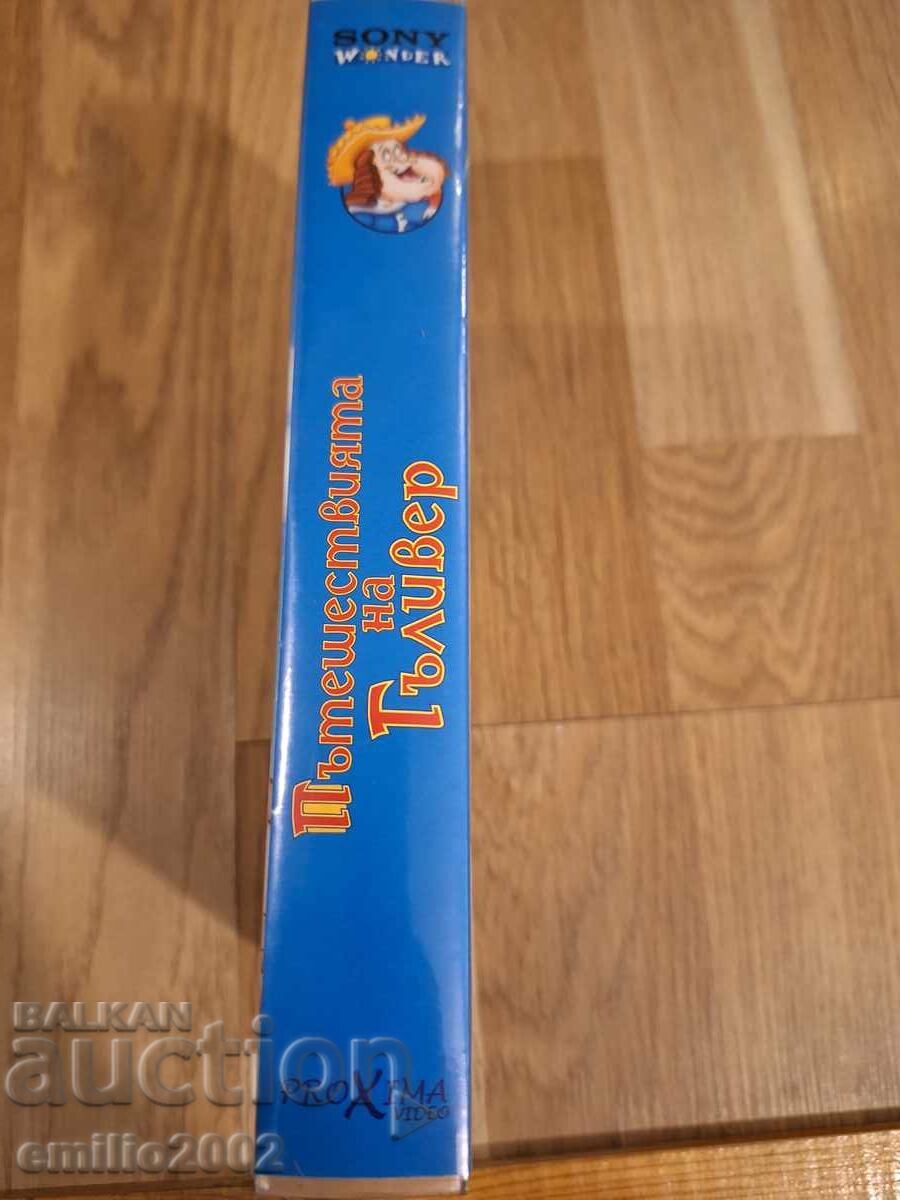 SONY
WONDER
Пътешествията
на
Гъливер
PROXIMA
VIDEO
BALKAN
auction
emilio2002